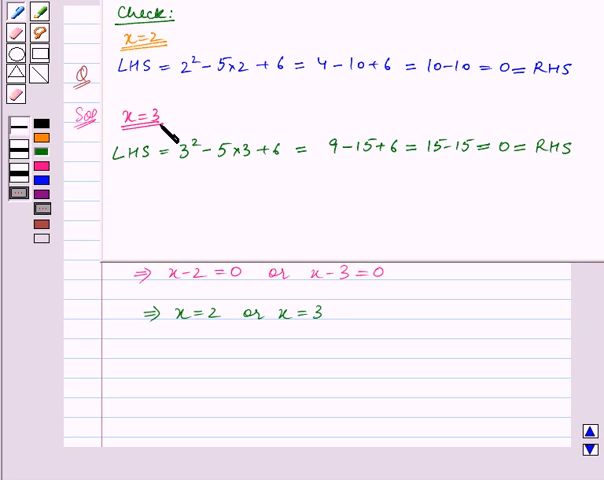 Check:
x=2
Q
LHS = 2² - 5×2 + 6 = 4 - 10 + 6 = 10 - 10 = 0 = RHS
Sol
x=3
LHS = 3² - 5×3 + 6 = 9 - 15 + 6 = 15 - 15 = 0 = RHS
⇒ x - 2 = 0 or x - 3 = 0
⇒ x = 2 or x = 3